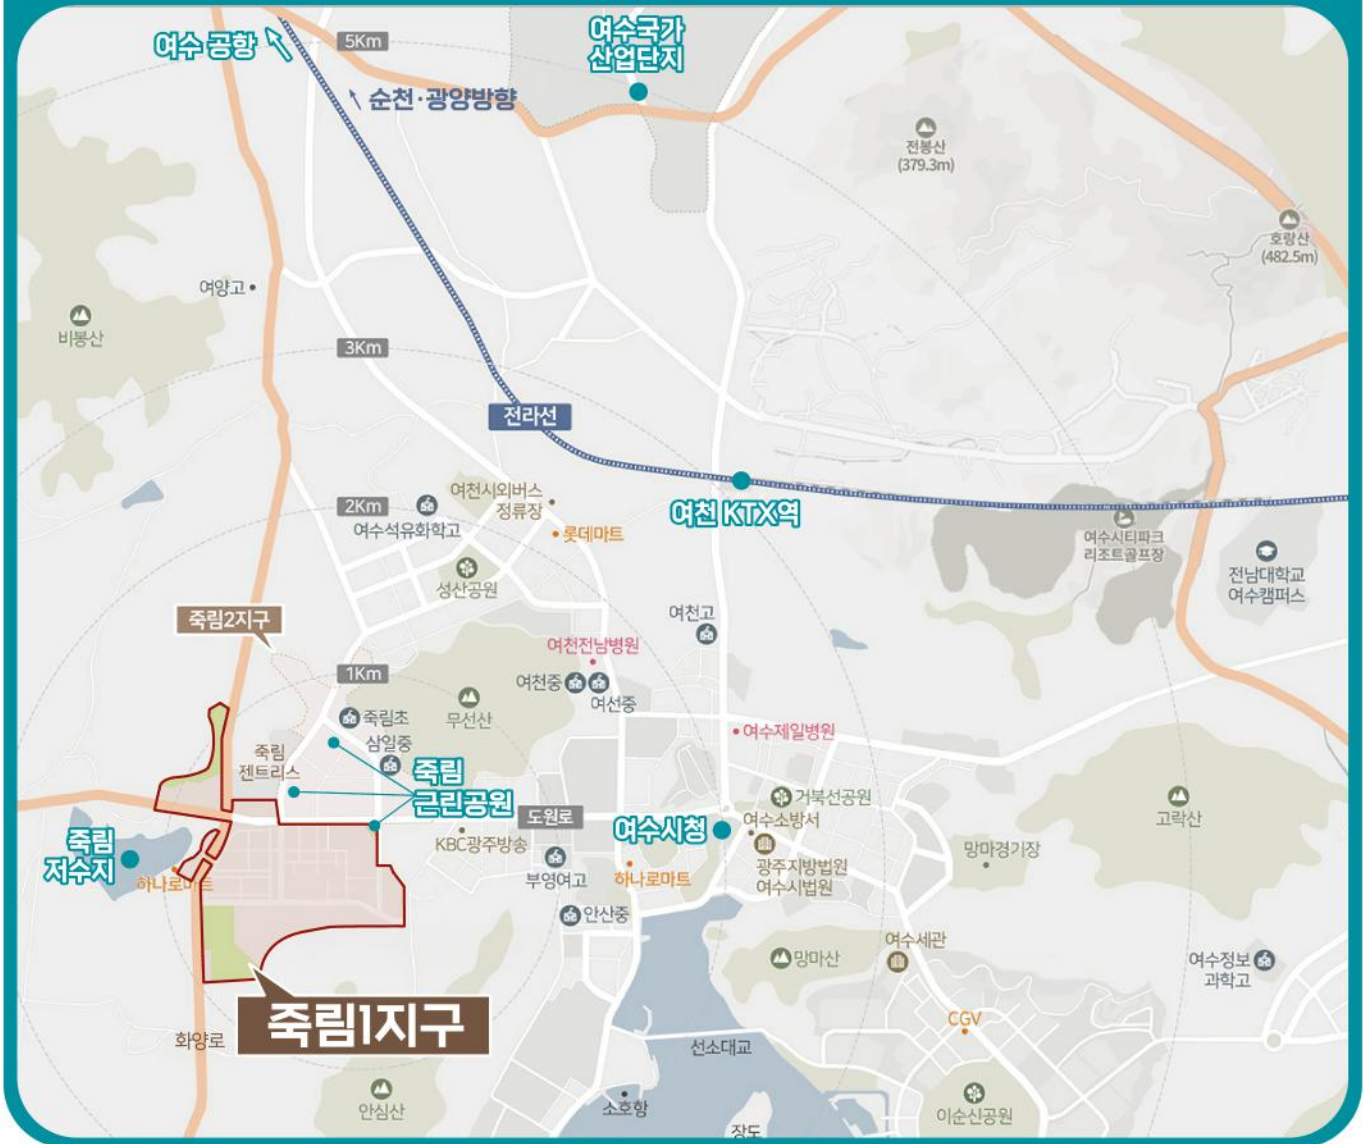 여수 공항
5Km
여수국가
산업단지
순천·광양방향
전봉산
(379.3m)
호랑산
(482.5m)
여양고
비봉산
3Km
전라선
여천시외버스
정류장
2Km
여수석유화학고
롯데마트
여천 KTX역
여수시티파크
리조트골프장
전남대학교
여수캠퍼스
성산공원
죽림2지구
여천고
여천전남병원
1Km
여천중
여선중
죽림초
무선산
삼일중
여수제일병원
죽림
젠트리스
죽림
근린공원
거북선공원
도원로
여수시청
여수소방서
고락산
죽림
저수지
KBC광주방송
망마경기장
광주지방법원
여수시법원
하나로마트
부영여고
하나로마트
안산중
여수세관
망마산
여수정보
과학고
죽림1지구
CGV
화양로
선소대교
안심산
소호항
이순신공원
장도